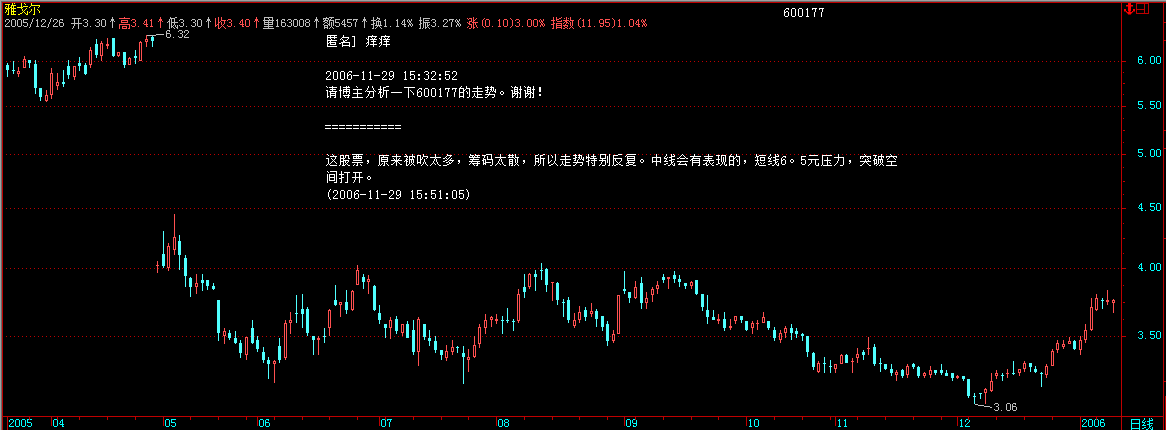 雅戈尔
600177
2005/12/26 开3.30↑高3.41↑低3.30↑收3.40↑量163008↑额5457↑换1.14% 振3.27% 涨(0.10)3.00% 指数(11.95)1.04%
6.32
匿名] 痒痒
2006-11-29 15:32:52
请博主分析一下600177的走势。谢谢!
===========
这股票,原来被吹太多,筹码太散,所以走势特别反复。中线会有表现的,短线6。5元压力,突破空
间打开。
(2006-11-29 15:51:05)
6.00
5.50
5.00
4.50
4.00
3.50
3.06
2005 04 05 06 07 08 09 10 11 12 2006 日线